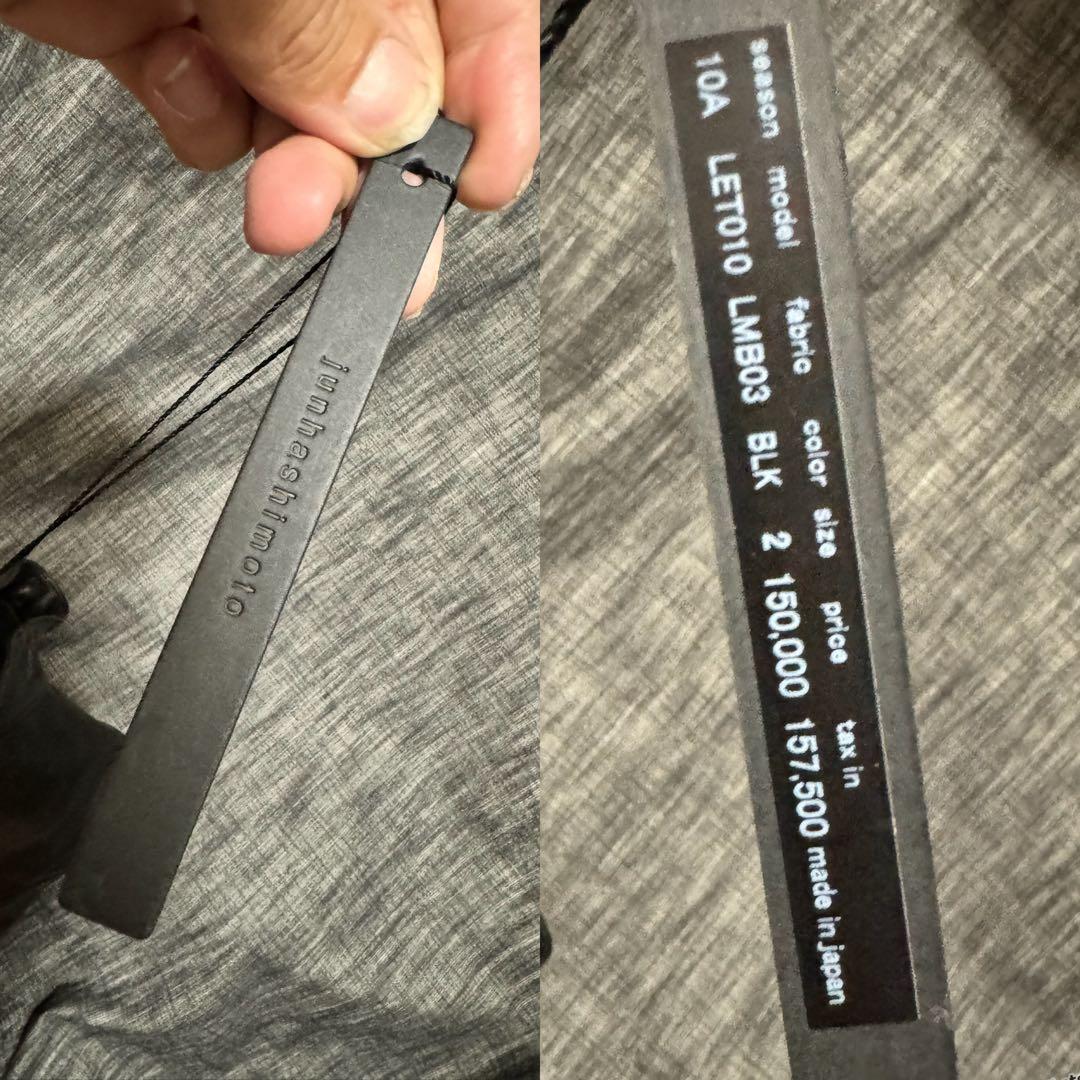 junhashimoto
season model fabric color size price tax in
10A LET010 LMB03 BLK 2 150,000 157,500 made in japan